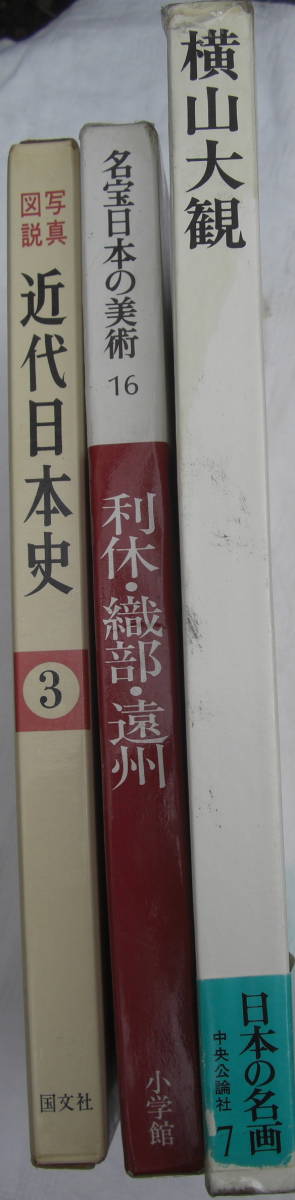 写真
図説
近代日本史
3
国文社
名宝日本の美術
16
利休・織部・遠州
小学館
横山大観
日本の名画
7
中央公論社